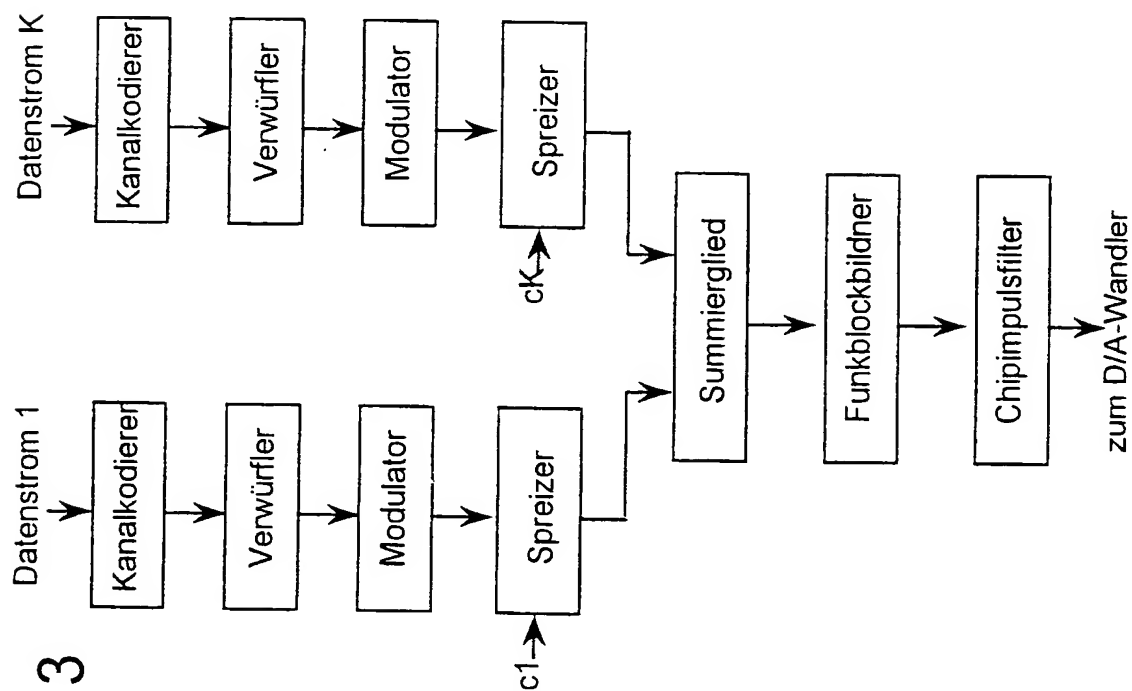 3
Datenstrom 1
Kanalkodierer
Verwürfler
Modulator
c1
Spreizer
Datenstrom K
Kanalkodierer
Verwürfler
Modulator
cK
Spreizer
Summierglied
Funkblockbildner
Chipimpulsfilter
zum D/A-Wandler